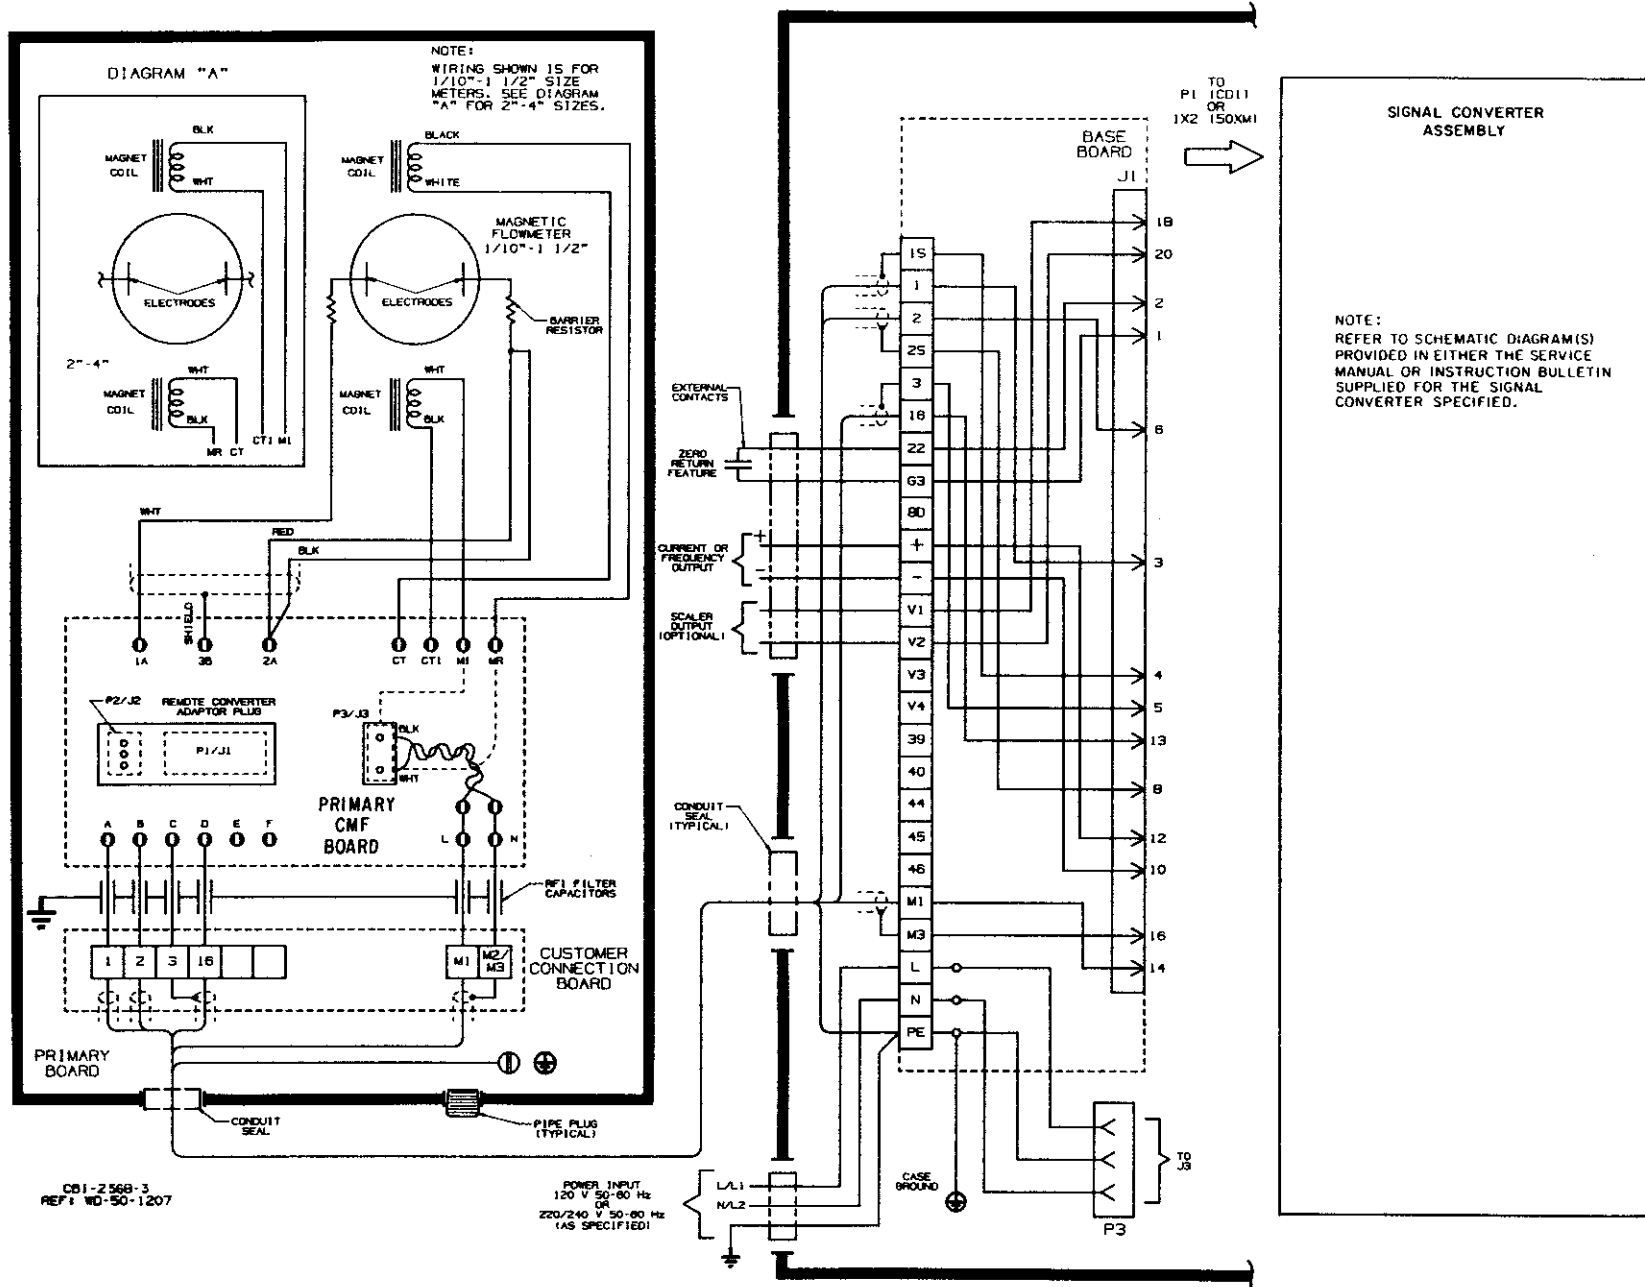 DIAGRAM "A"
NOTE:
WIRING SHOWN IS FOR
1/10"-1 1/2" SIZE
METERS. SEE DIAGRAM
"A" FOR 2"-4" SIZES.
BLK
MAGNET
COIL
WHT
ELECTRODES
2"-4"
WHT
MAGNET
COIL
BLK
MR CT
CT1 M1
BLACK
MAGNET
COIL
WHITE
MAGNETIC
FLOWMETER
1/10"-1 1/2"
ELECTRODES
BARRIER
RESISTOR
WHT
MAGNET
COIL
BLK
WHT
RED
BLK
SHIELD
1A
3B
2A
CT
CT1
M1
MR
P2/J2
REMOTE CONVERTER
ADAPTOR PLUG
P1/J1
P3/J3
BLK
WHT
PRIMARY
CMF
BOARD
A
B
C
D
E
F
L
N
RFI FILTER
CAPACITORS
1
2
3
16
M1
M2/
M3
CUSTOMER
CONNECTION
BOARD
PRIMARY
BOARD
CONDUIT
SEAL
PIPE PLUG
(TYPICAL)
CBI-256B-3
REF: WD-50-1207
TO
P1 (CD1)
OR
1X2 (50XM)
BASE
BOARD
J1
1S
1
2
2S
3
16
22
G3
8D
+
-
V1
V2
V3
V4
39
40
44
45
46
M1
M3
L
N
PE
18
20
2
1
6
3
4
5
13
8
12
10
16
14
EXTERNAL
CONTACTS
ZERO
RETURN
FEATURE
+
CURRENT OR
FREQUENCY
OUTPUT
-
SCALER
OUTPUT
(OPTIONAL)
CONDUIT
SEAL
(TYPICAL)
POWER INPUT
120 V 50-60 Hz
OR
220/240 V 50-60 Hz
(AS SPECIFIED)
L/L1
N/L2
CASE
GROUND
P3
TO
J3
SIGNAL CONVERTER
ASSEMBLY
NOTE:
REFER TO SCHEMATIC DIAGRAM(S)
PROVIDED IN EITHER THE SERVICE
MANUAL OR INSTRUCTION BULLETIN
SUPPLIED FOR THE SIGNAL
CONVERTER SPECIFIED.